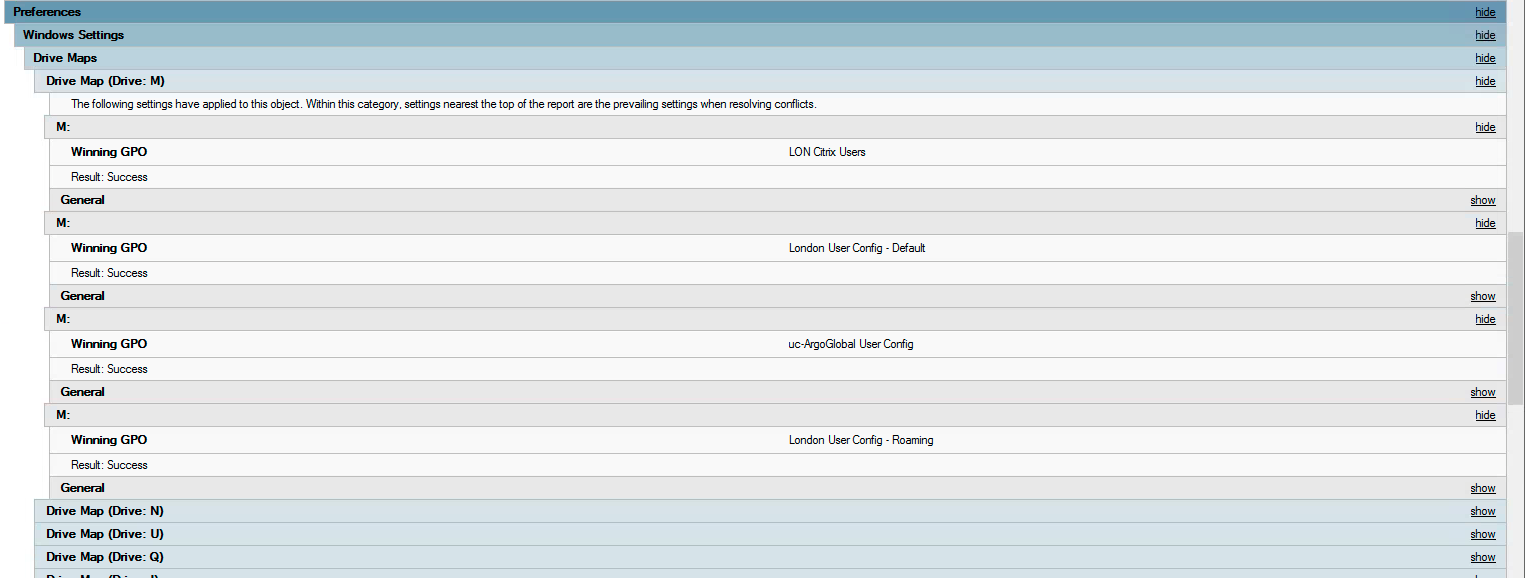 Preferences hide
Windows Settings hide
Drive Maps hide
Drive Map (Drive: M) hide
The following settings have applied to this object. Within this category, settings nearest the top of the report are the prevailing settings when resolving conflicts.
M: hide
Winning GPO LON Citrix Users
Result: Success
General show
M: hide
Winning GPO London User Config - Default
Result: Success
General show
M: hide
Winning GPO uc-ArgoGlobal User Config
Result: Success
General show
M: hide
Winning GPO London User Config - Roaming
Result: Success
General show
Drive Map (Drive: N) show
Drive Map (Drive: U) show
Drive Map (Drive: Q) show